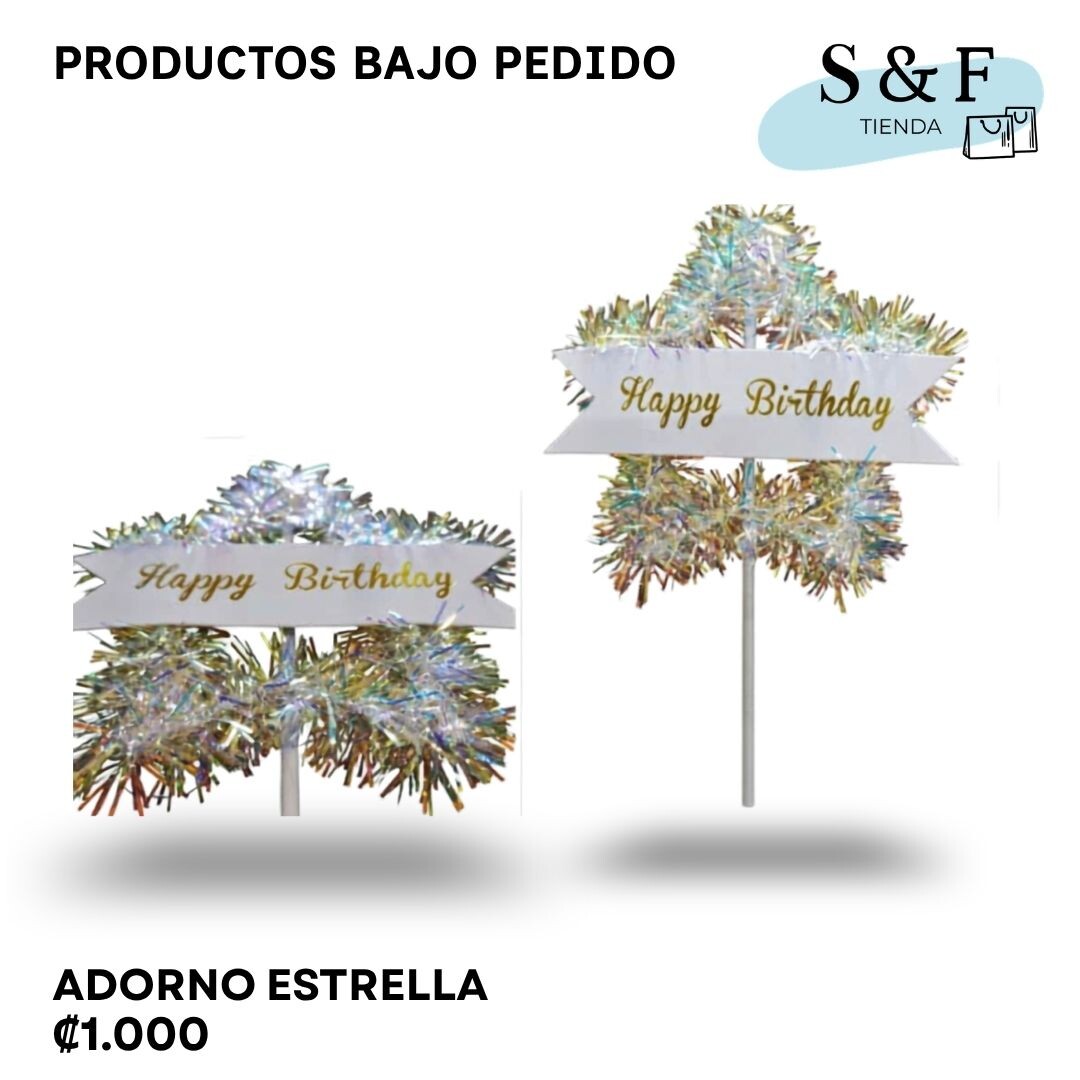 PRODUCTOS BAJO PEDIDO
S & F
TIENDA
Happy Birthday
Happy Birthday
ADORNO ESTRELLA
₡1.000